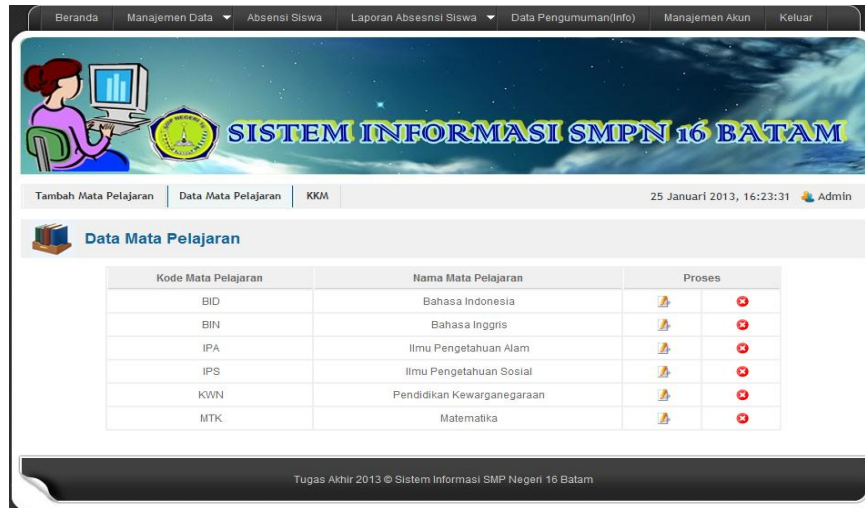 Beranda Manajemen Data Absensi Siswa Laporan Absesnsi Siswa Data Pengumuman(Info) Manajemen Akun Keluar
SISTEM INFORMASI SMPN 16 BATAM
Tambah Mata Pelajaran Data Mata Pelajaran KKM 25 Januari 2013, 16:23:31 Admin
Data Mata Pelajaran
Kode Mata Pelajaran Nama Mata Pelajaran Proses
BID Bahasa Indonesia
BIN Bahasa Inggris
IPA Ilmu Pengetahuan Alam
IPS Ilmu Pengetahuan Sosial
KWN Pendidikan Kewarganegaraan
MTK Matematika
Tugas Akhir 2013 © Sistem Informasi SMP Negeri 16 Batam